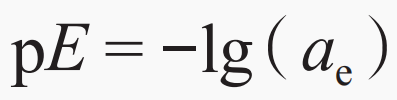 pE = −lg( aₑ )